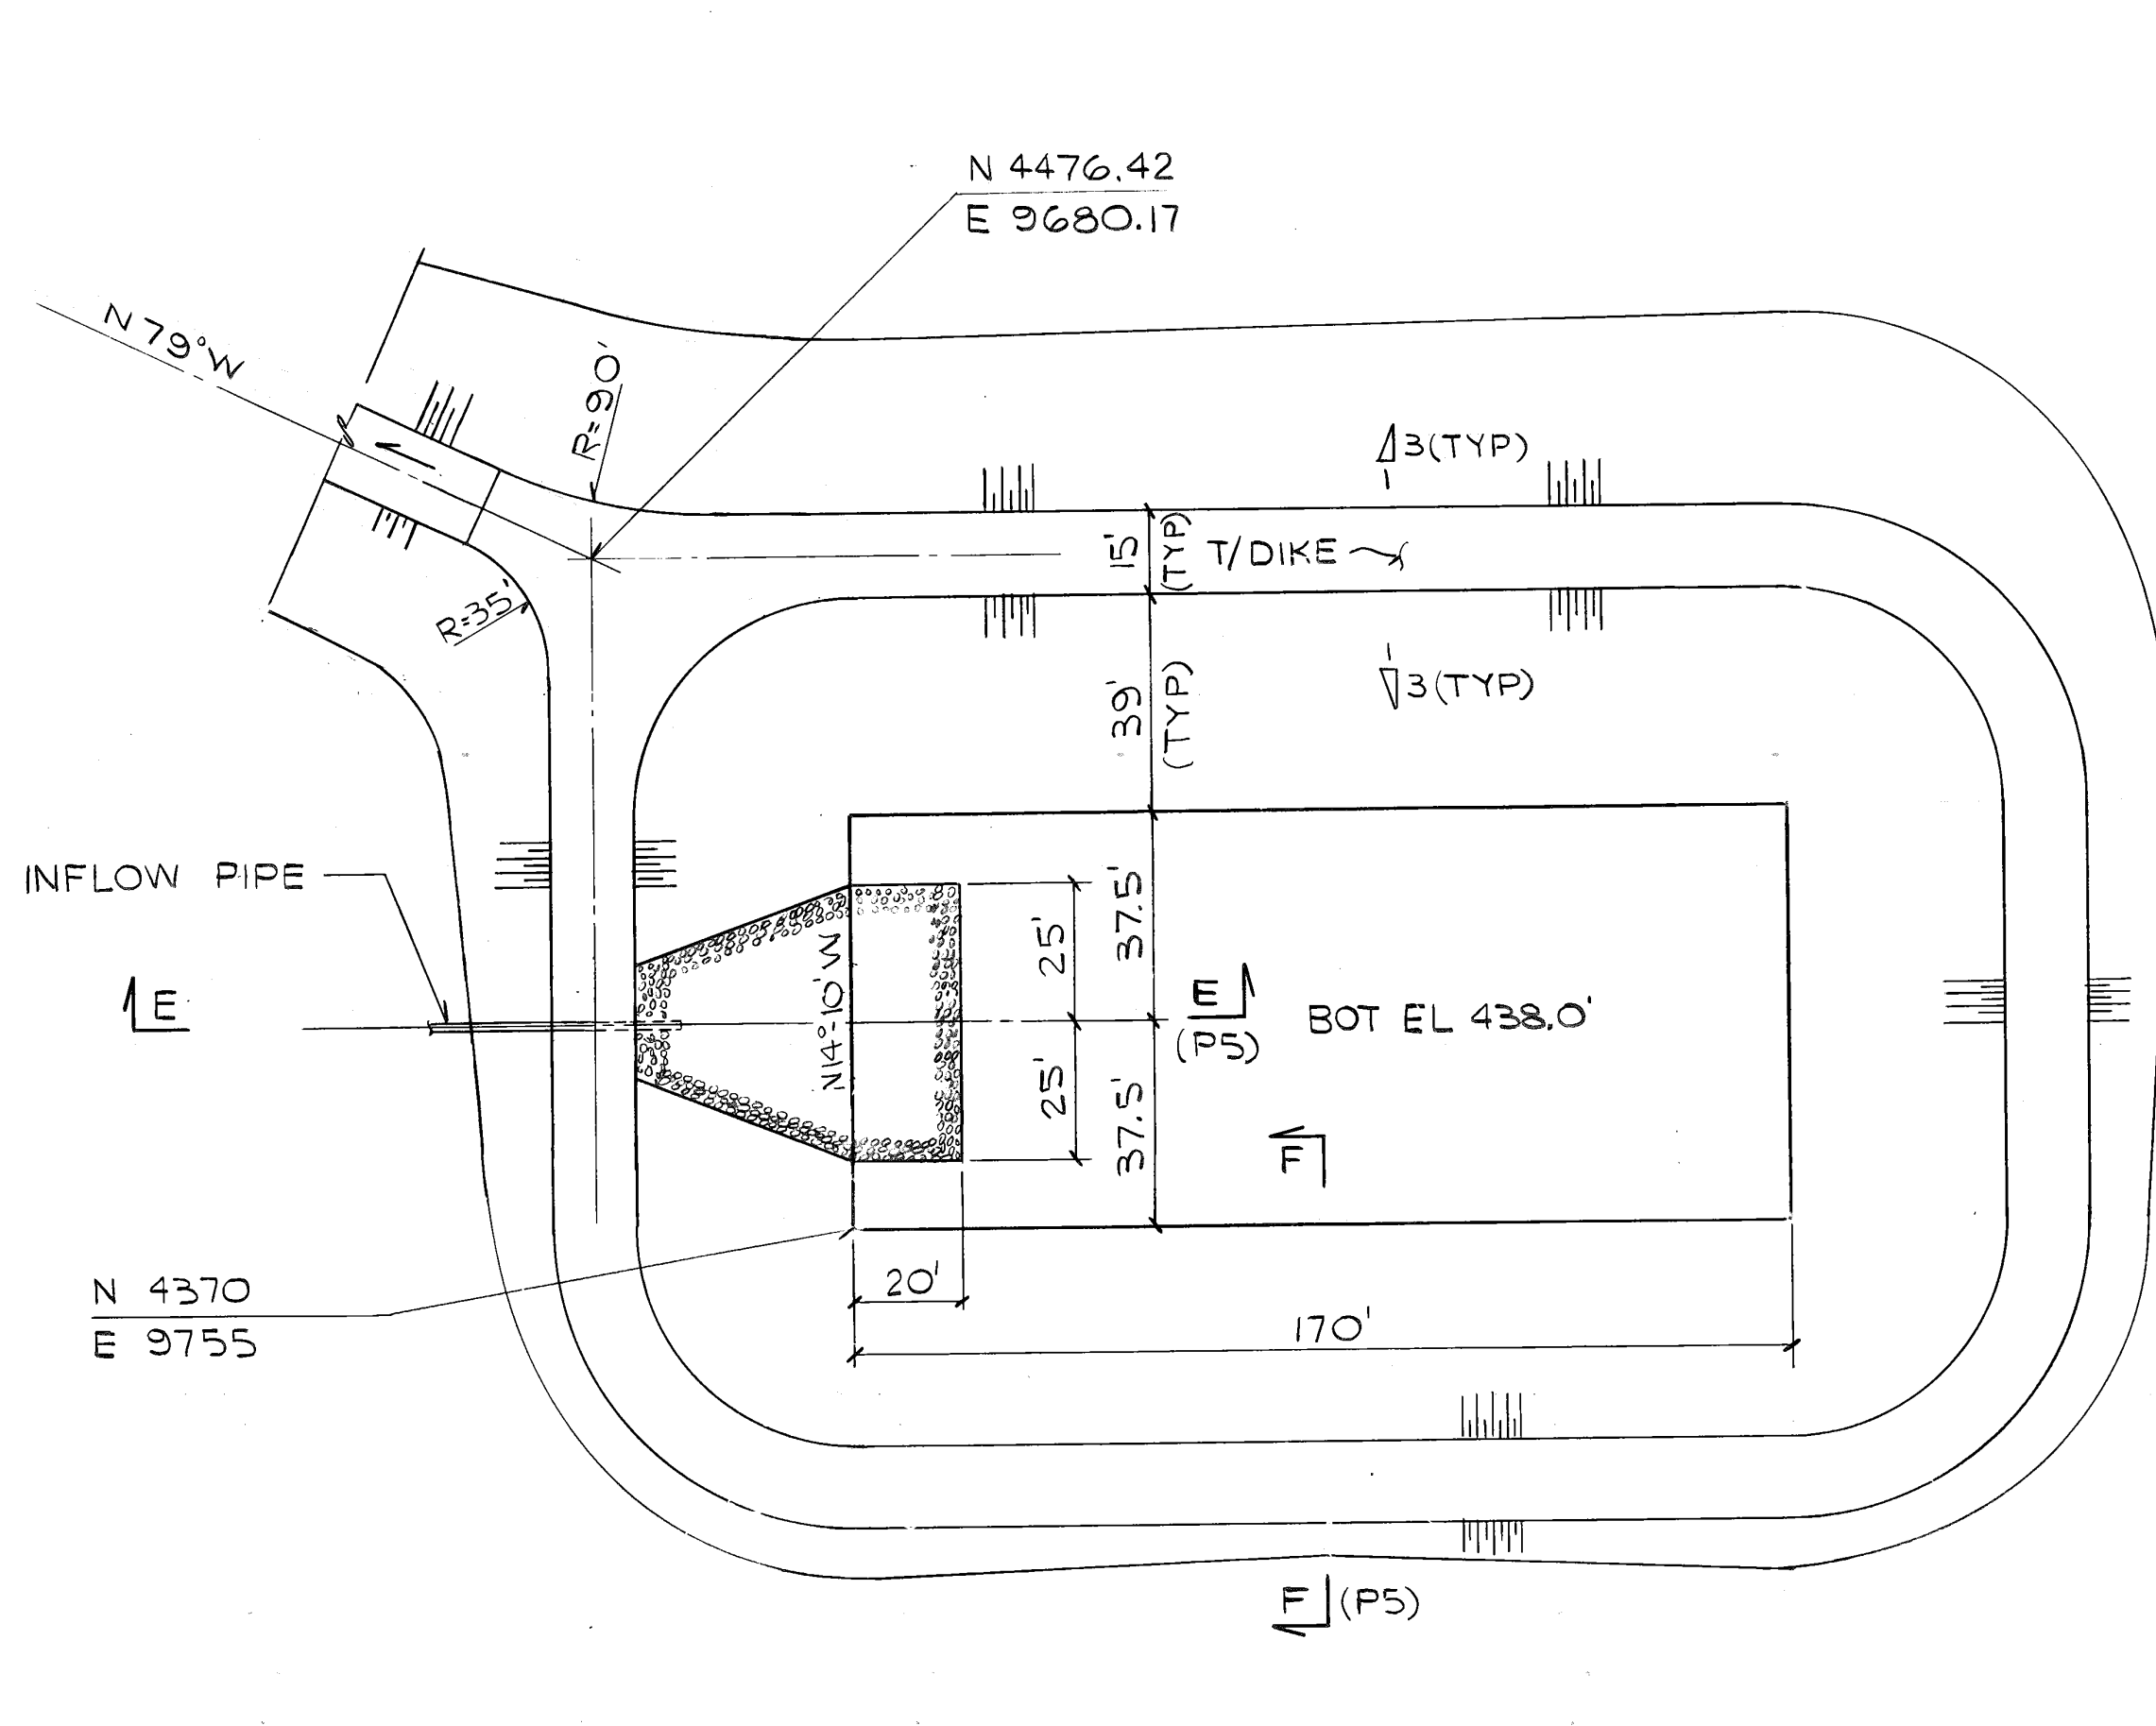 N 4476.42
E 9680.17
N 79°W
R=90'
3(TYP)
15'
(TYP)
T/DIKE
R=35'
39'
(TYP)
3(TYP)
INFLOW PIPE
N14°-10'W
25'
37.5'
E
E
(P5)
BOT EL 438.0'
25'
37.5'
F
N 4370
E 9755
20'
170'
F (P5)